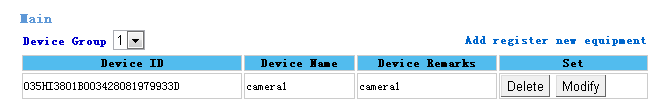 Main
Device Group 1 Add register new equipment
Device ID Device Name Device Remarks Set
035HI3801B003428081979933D camera1 camera1 Delete Modify